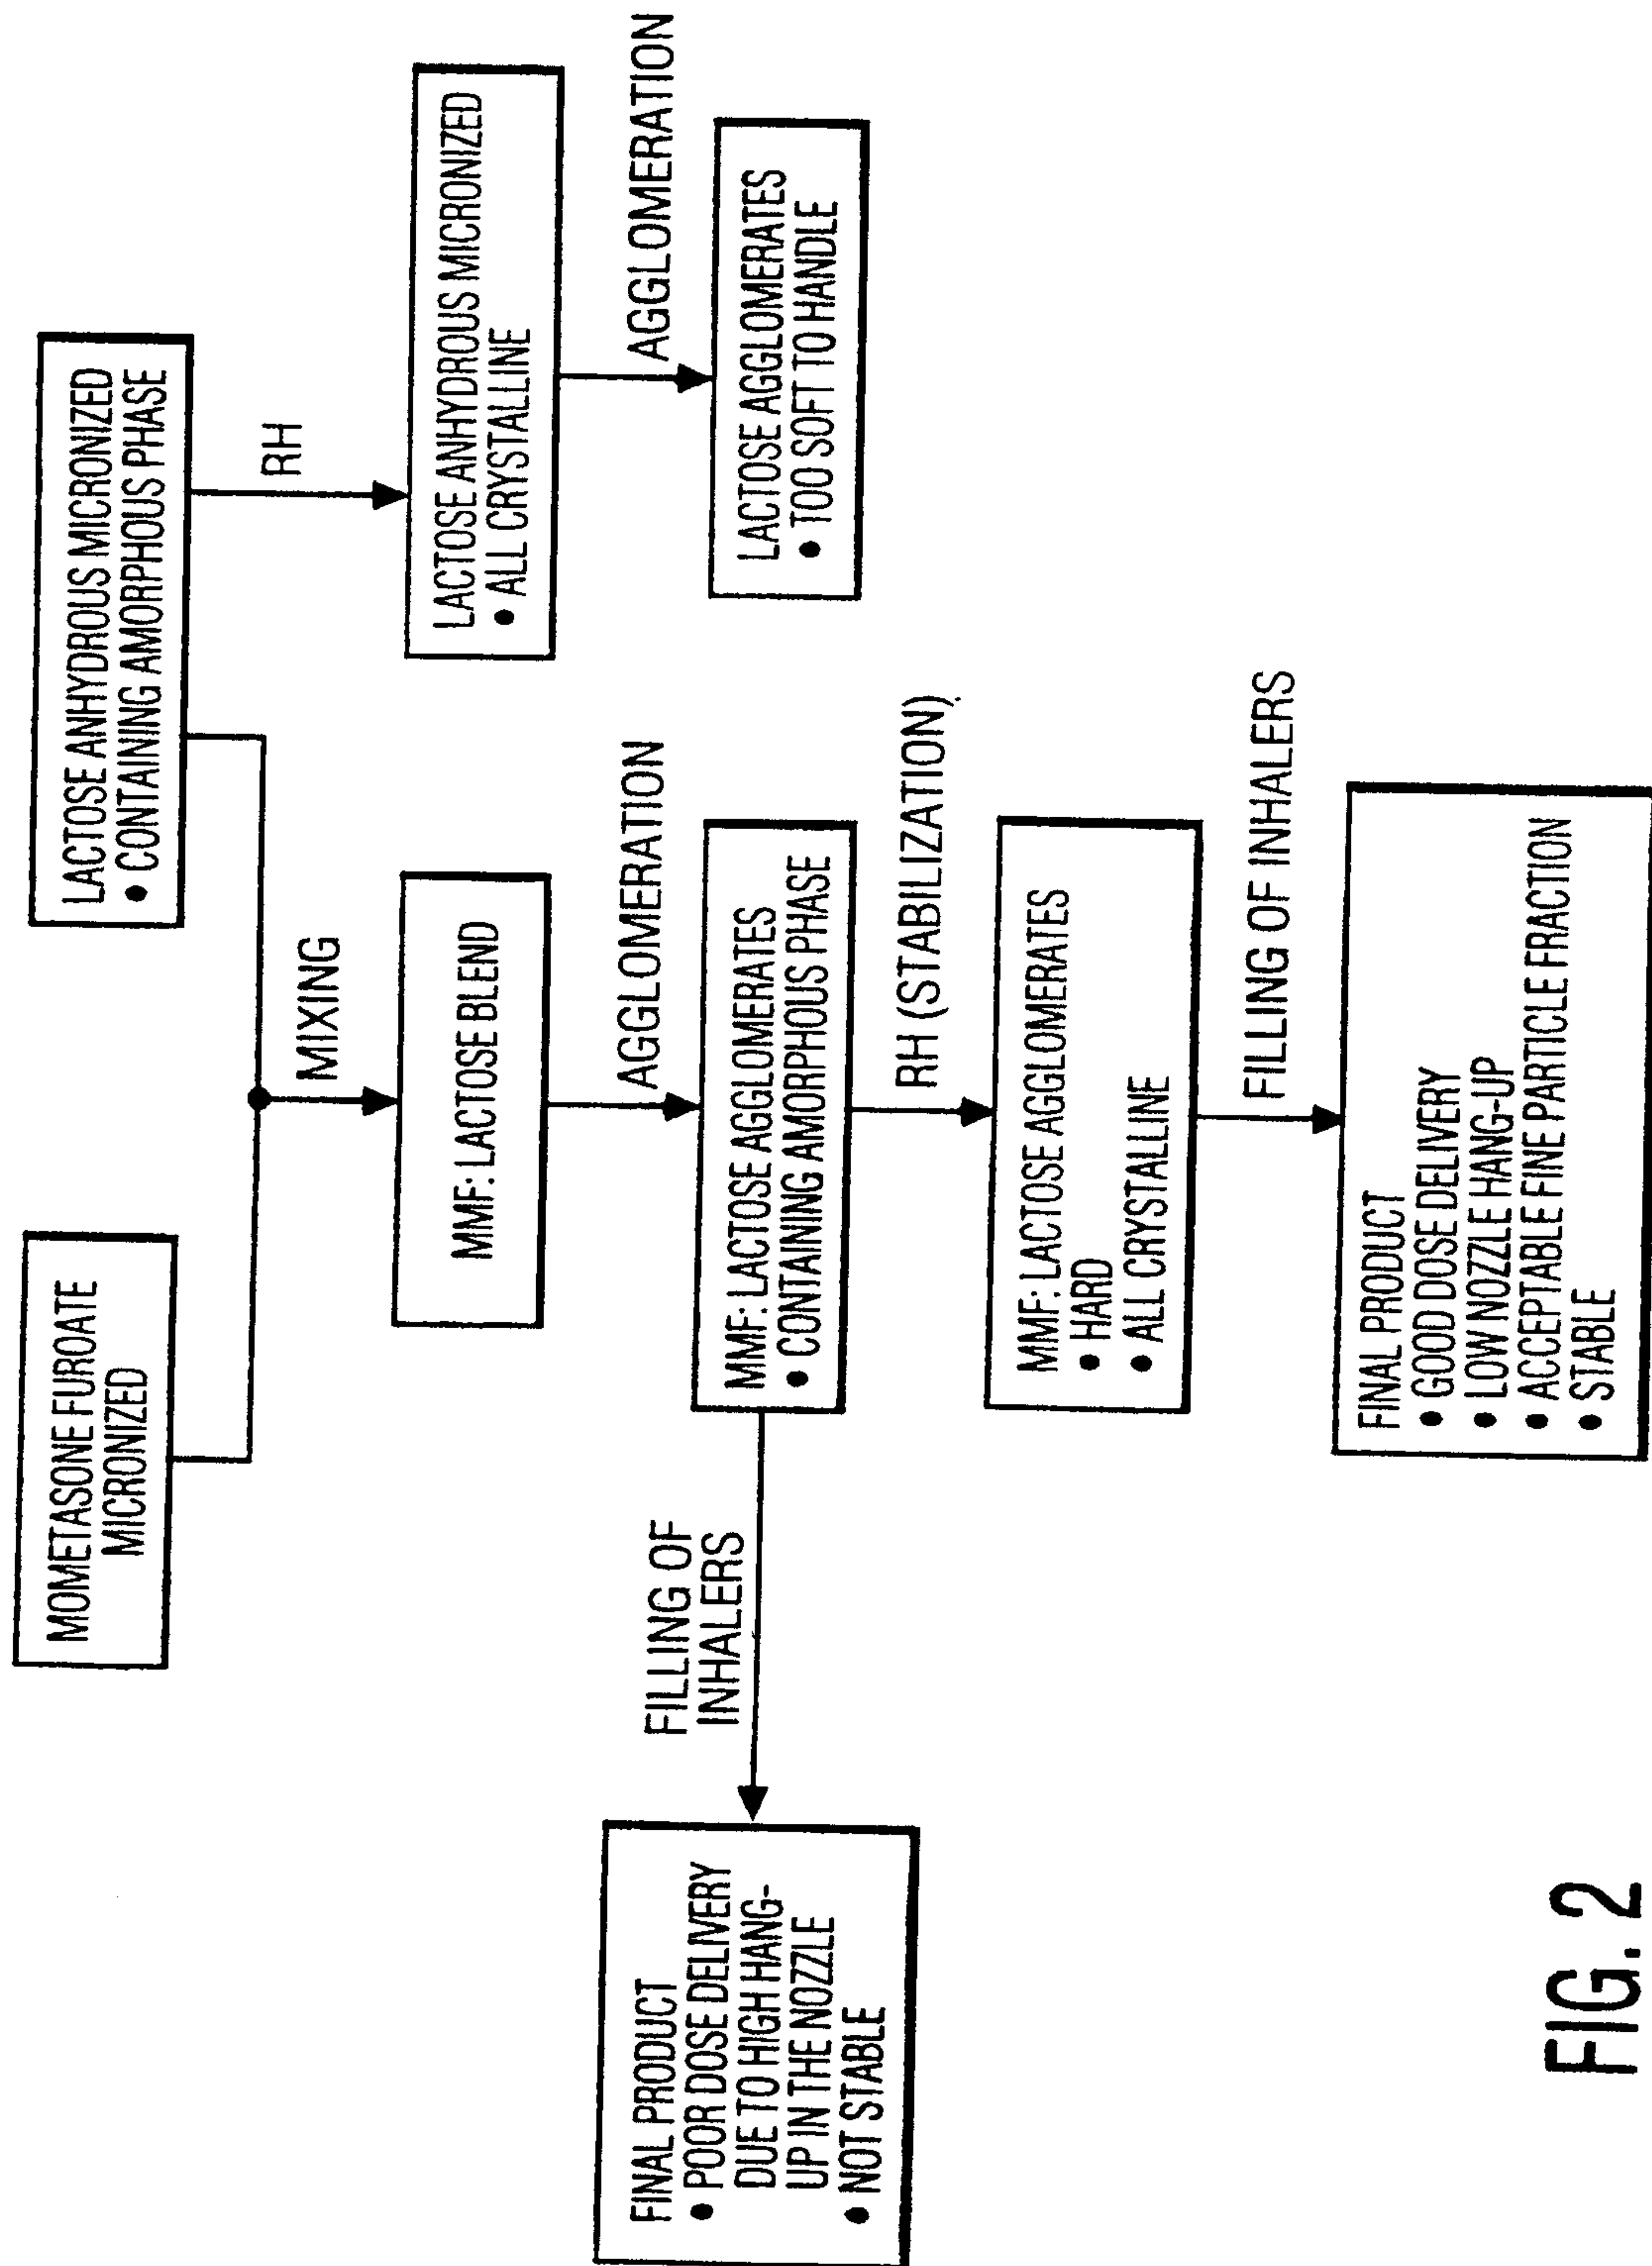 MOMETASONE FUROATE
MICRONIZED
LACTOSE ANHYDROUS MICRONIZED
• CONTAINING AMORPHOUS PHASE
MIXING
RH
MMF: LACTOSE BLEND
LACTOSE ANHYDROUS MICRONIZED
• ALL CRYSTALLINE
AGGLOMERATION
AGGLOMERATION
MMF: LACTOSE AGGLOMERATES
• CONTAINING AMORPHOUS PHASE
LACTOSE AGGLOMERATES
• TOO SOFT TO HANDLE
FILLING OF
INHALERS
FINAL PRODUCT
• POOR DOSE DELIVERY
DUE TO HIGH HANG-
UP IN THE NOZZLE
• NOT STABLE
RH (STABILIZATION)
MMF: LACTOSE AGGLOMERATES
• HARD
• ALL CRYSTALLINE
FILLING OF INHALERS
FINAL PRODUCT
• GOOD DOSE DELIVERY
• LOW NOZZLE HANG-UP
• ACCEPTABLE FINE PARTICLE FRACTION
• STABLE
FIG. 2